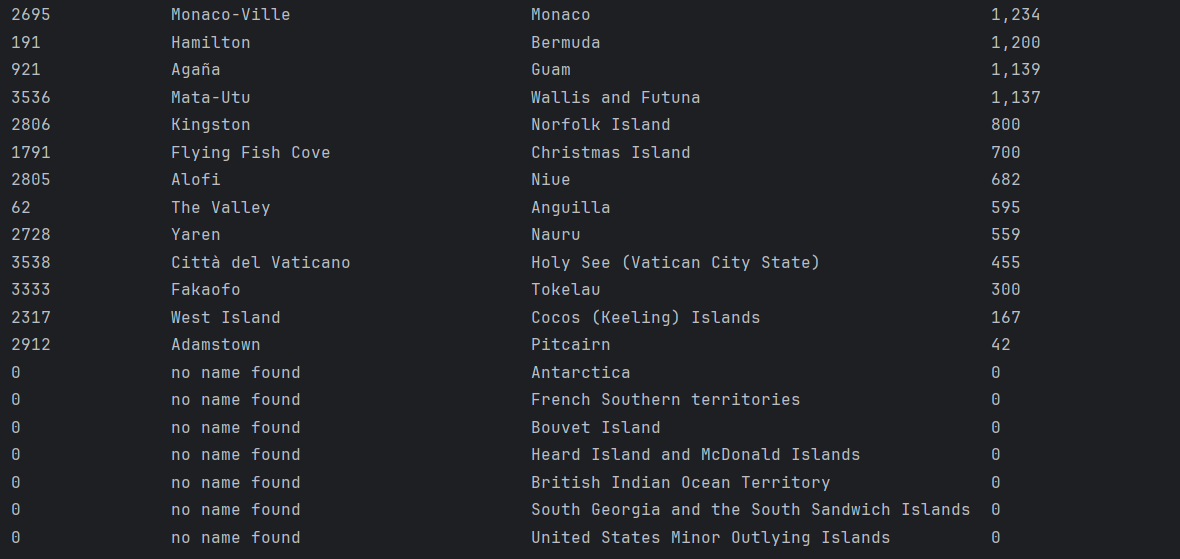 2695 Monaco-Ville Monaco 1,234
191 Hamilton Bermuda 1,200
921 Agaña Guam 1,139
3536 Mata-Utu Wallis and Futuna 1,137
2806 Kingston Norfolk Island 800
1791 Flying Fish Cove Christmas Island 700
2805 Alofi Niue 682
62 The Valley Anguilla 595
2728 Yaren Nauru 559
3538 Città del Vaticano Holy See (Vatican City State) 455
3333 Fakaofo Tokelau 300
2317 West Island Cocos (Keeling) Islands 167
2912 Adamstown Pitcairn 42
0 no name found Antarctica 0
0 no name found French Southern territories 0
0 no name found Bouvet Island 0
0 no name found Heard Island and McDonald Islands 0
0 no name found British Indian Ocean Territory 0
0 no name found South Georgia and the South Sandwich Islands 0
0 no name found United States Minor Outlying Islands 0